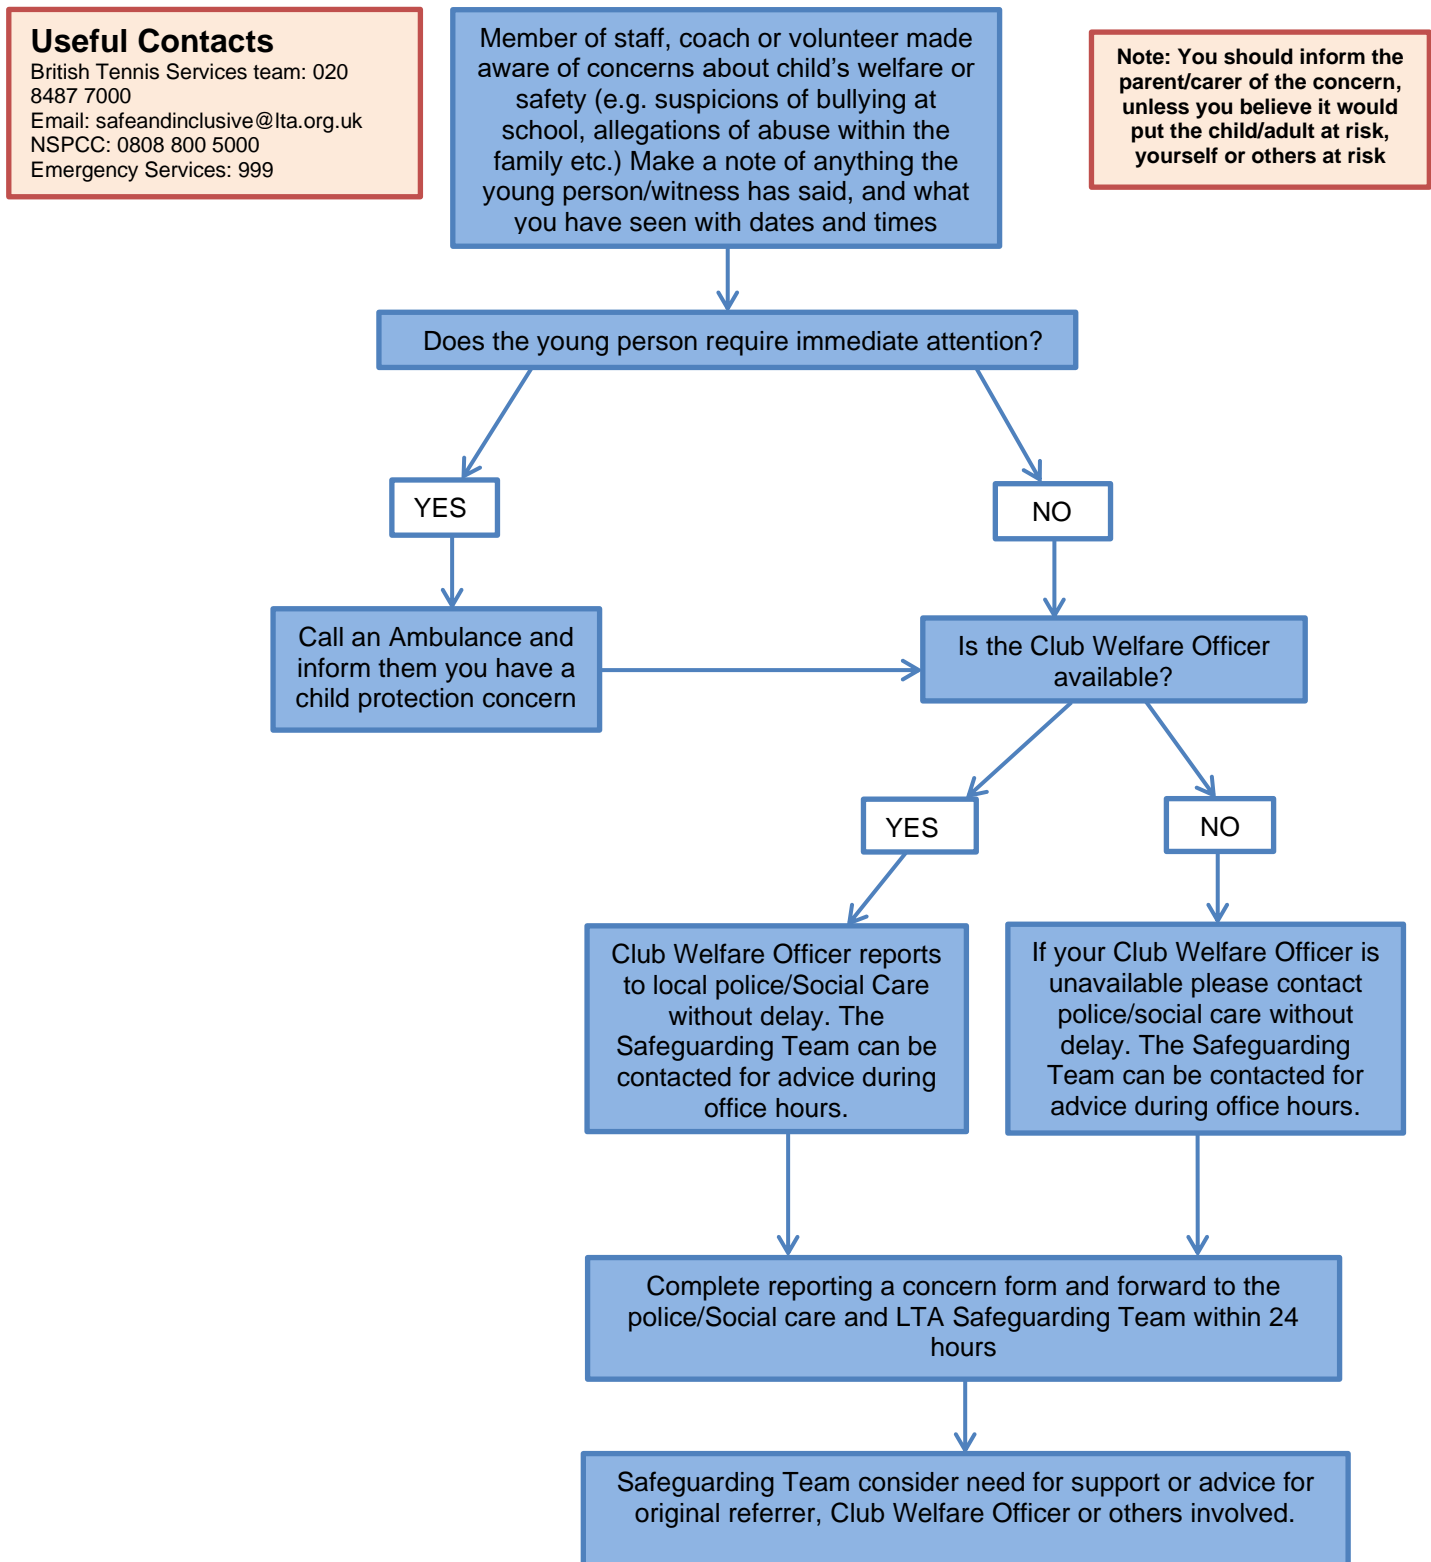 Useful Contacts
British Tennis Services team: 020
8487 7000
Email: safeandinclusive@lta.org.uk
NSPCC: 0808 800 5000
Emergency Services: 999
Member of staff, coach or volunteer made
aware of concerns about child’s welfare or
safety (e.g. suspicions of bullying at
school, allegations of abuse within the
family etc.) Make a note of anything the
young person/witness has said, and what
you have seen with dates and times
Note: You should inform the
parent/carer of the concern,
unless you believe it would
put the child/adult at risk,
yourself or others at risk
Does the young person require immediate attention?
YES
NO
Call an Ambulance and
inform them you have a
child protection concern
Is the Club Welfare Officer
available?
YES
NO
Club Welfare Officer reports
to local police/Social Care
without delay. The
Safeguarding Team can be
contacted for advice during
office hours.
If your Club Welfare Officer is
unavailable please contact
police/social care without
delay. The Safeguarding
Team can be contacted for
advice during office hours.
Complete reporting a concern form and forward to the
police/Social care and LTA Safeguarding Team within 24
hours
Safeguarding Team consider need for support or advice for
original referrer, Club Welfare Officer or others involved.